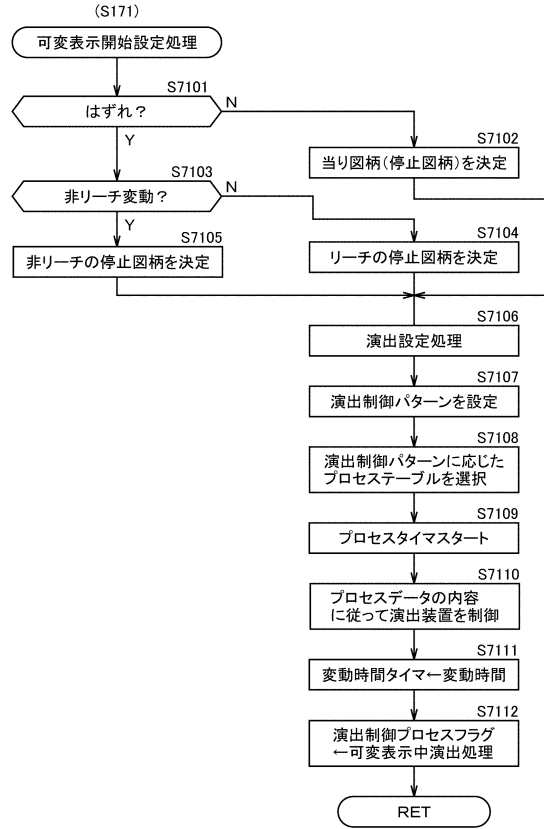 (S171)
可変表示開始設定処理
S7101
はずれ？
N
Y
S7102
当り図柄(停止図柄)を決定
S7103
非リーチ変動？
N
Y
S7105
非リーチの停止図柄を決定
S7104
リーチの停止図柄を決定
S7106
演出設定処理
S7107
演出制御パターンを設定
S7108
演出制御パターンに応じた
プロセステーブルを選択
S7109
プロセスタイマスタート
S7110
プロセスデータの内容
に従って演出装置を制御
S7111
変動時間タイマ←変動時間
S7112
演出制御プロセスフラグ
←可変表示中演出処理
RET